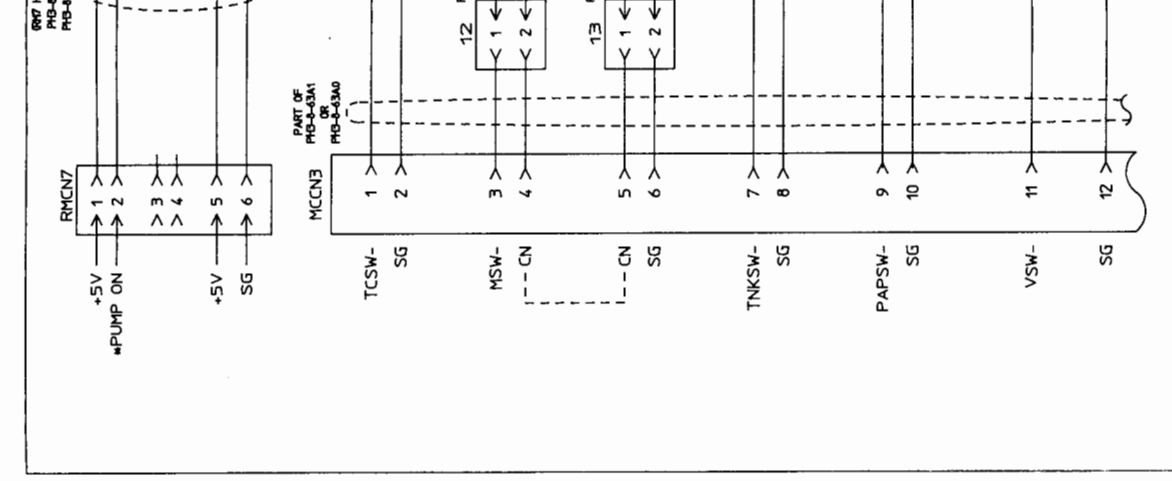 RMCN7
1
2
3
4
5
6
+5V
*PUMP ON
+5V
SG
12
1
2
13
1
2
PART OF
PH3-8-63A1
OR
PH3-8-63A0
MCCN3
1
2
3
4
5
6
7
8
9
10
11
12
TCSW-
SG
MSW-
CN
CN
SG
TNKSW-
SG
PAPSW-
SG
VSW-
SG